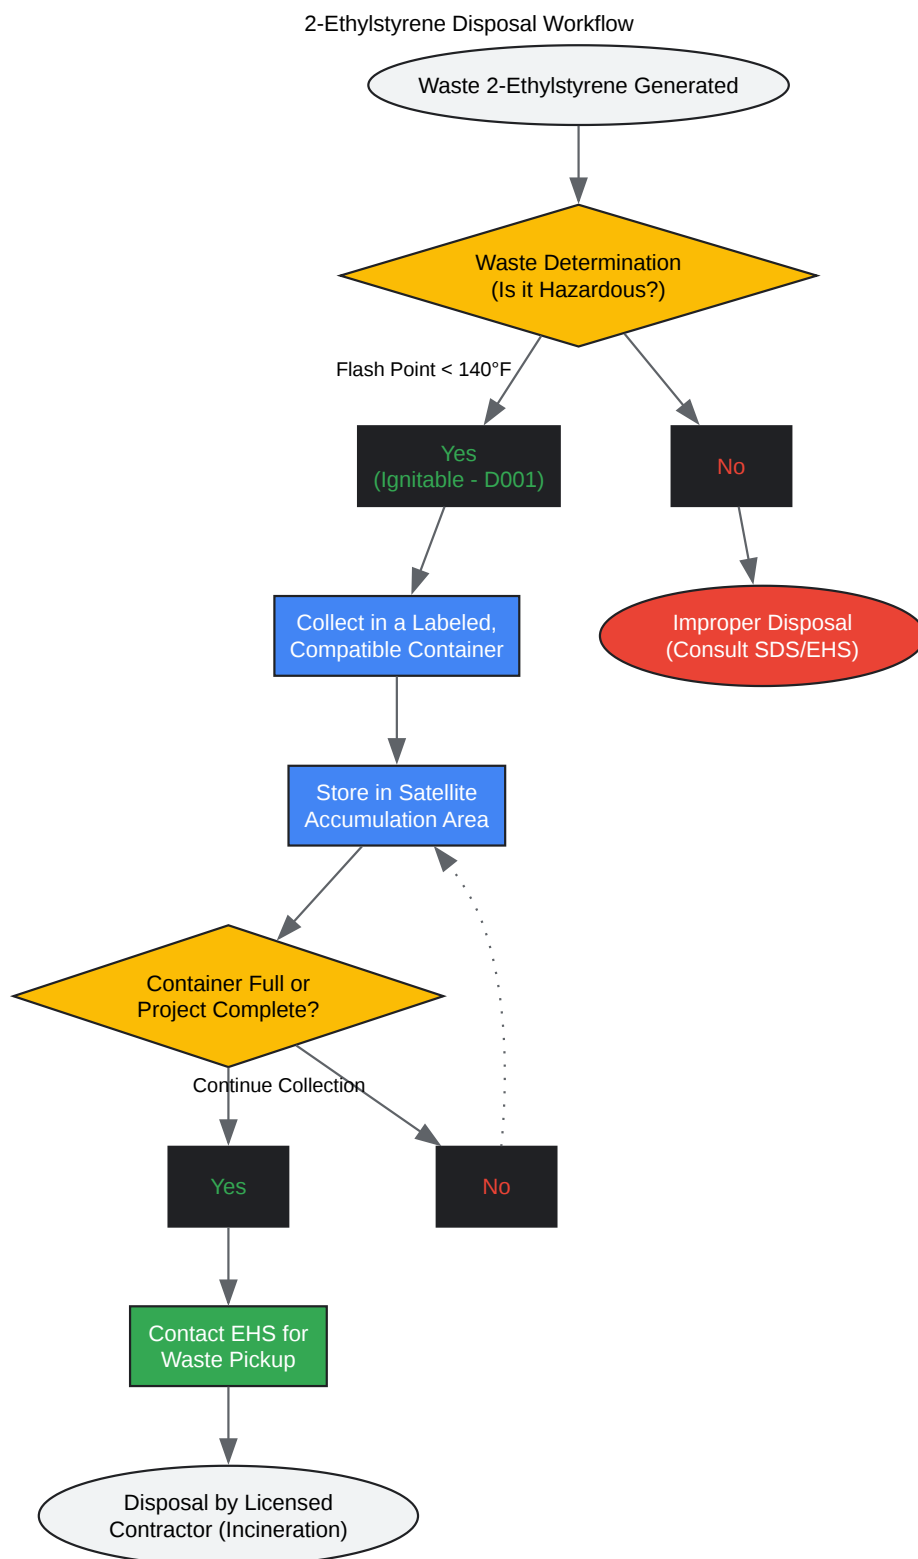 2-Ethylstyrene Disposal Workflow
Waste 2-Ethylstyrene Generated
Waste Determination
(Is it Hazardous?)
Flash Point < 140°F
Yes
(Ignitable - D001)
No
Collect in a Labeled,
Compatible Container
Improper Disposal
(Consult SDS/EHS)
Store in Satellite
Accumulation Area
Container Full or
Project Complete?
Continue Collection
Yes
No
Contact EHS for
Waste Pickup
Disposal by Licensed
Contractor (Incineration)